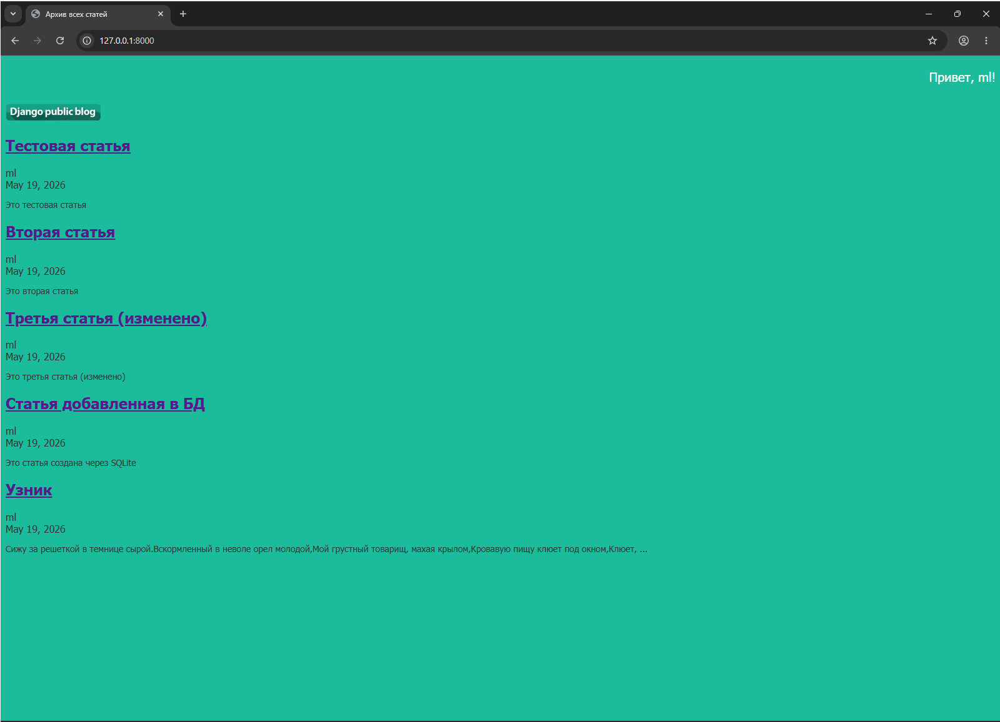 Архив всех статей
127.0.0.1:8000
Привет, ml!
Django public blog
Тестовая статья
ml
May 19, 2026
Это тестовая статья
Вторая статья
ml
May 19, 2026
Это вторая статья
Третья статья (изменено)
ml
May 19, 2026
Это третья статья (изменено)
Статья добавленная в БД
ml
May 19, 2026
Это статья создана через SQLite
Узник
ml
May 19, 2026
Сижу за решеткой в темнице сырой.Вскормленный в неволе орел молодой,Мой грустный товарищ, махая крылом,Кровавую пищу клюет под окном,Клюет, ...